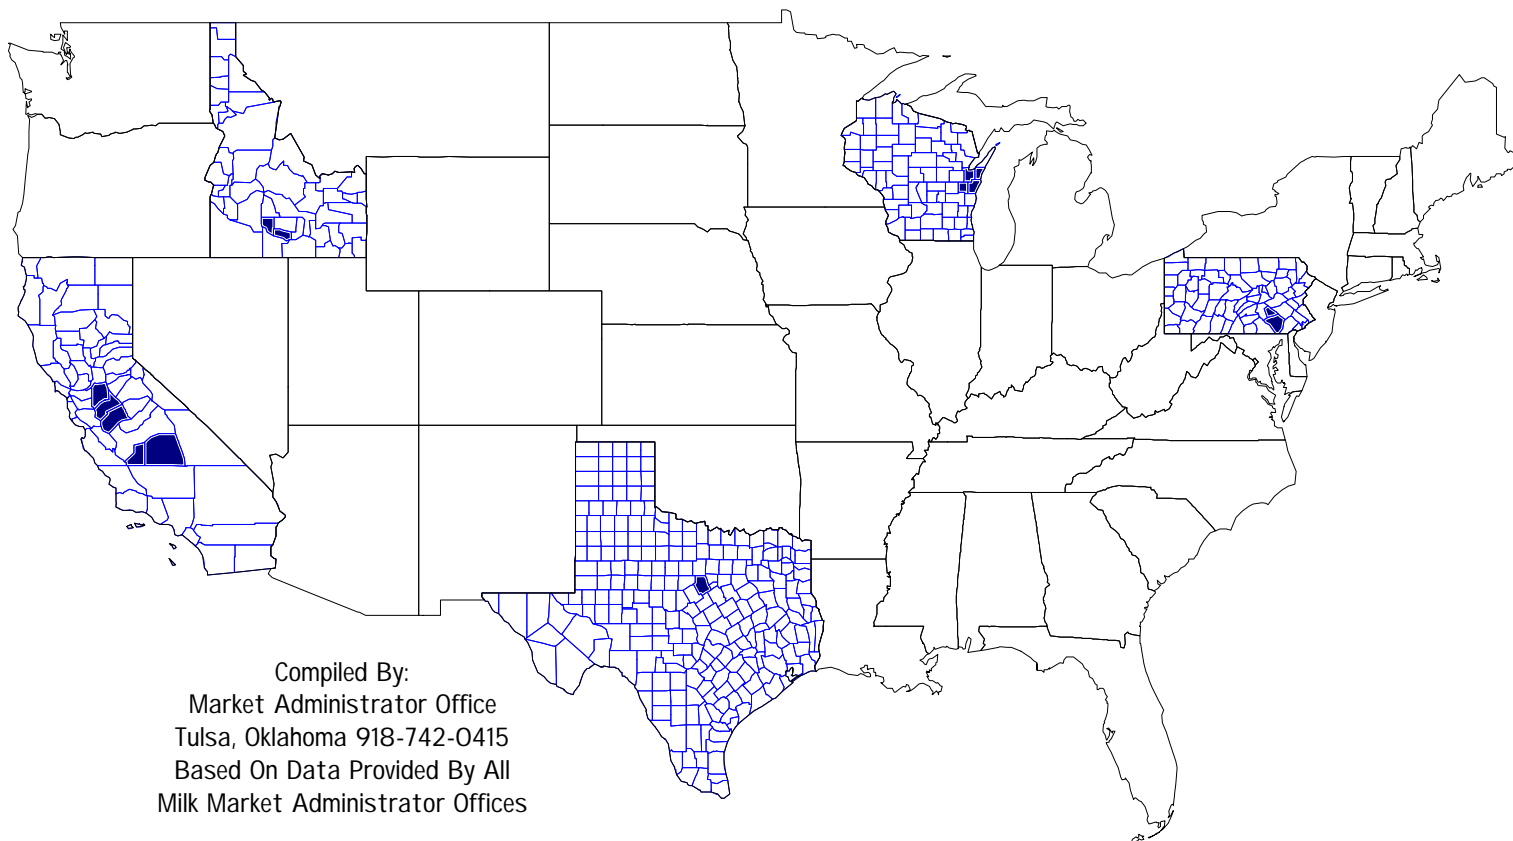 Compiled By:
Market Administrator Office
Tulsa, Oklahoma 918-742-0415
Based On Data Provided By All
Milk Market Administrator Offices